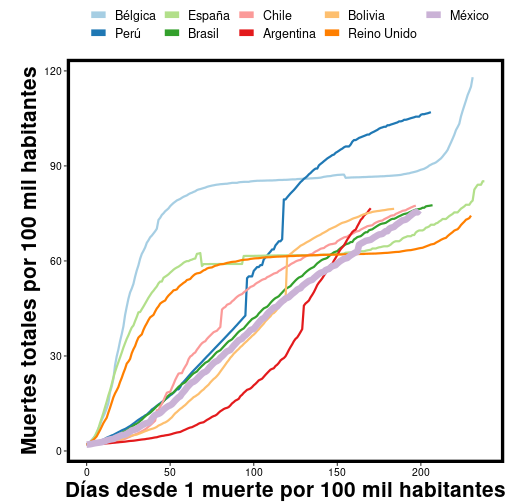 Bélgica España Chile Bolivia México
Perú Brasil Argentina Reino Unido
Muertes totales por 100 mil habitantes
120
90
60
30
0
0 50 100 150 200
Días desde 1 muerte por 100 mil habitantes